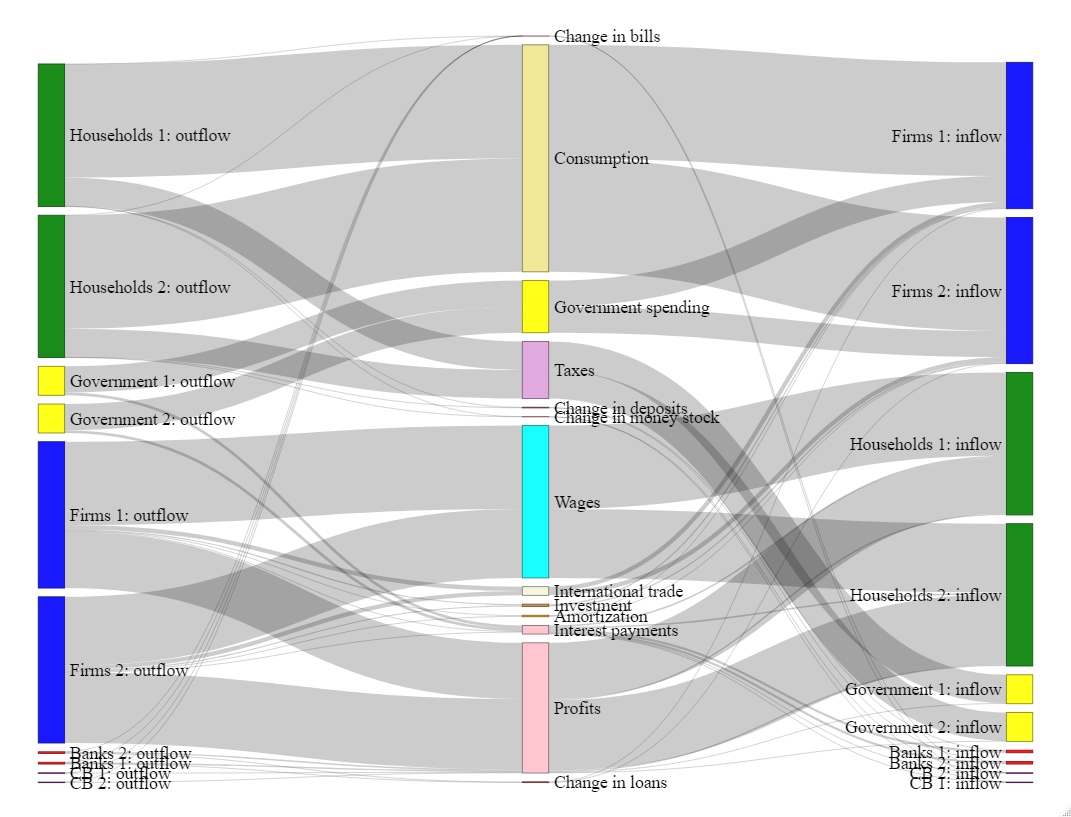 Households 1: outflow
Households 2: outflow
Government 1: outflow
Government 2: outflow
Firms 1: outflow
Firms 2: outflow
Banks 2: outflow
Banks 1: outflow
CB 1: outflow
CB 2: outflow
Change in bills
Consumption
Government spending
Taxes
Change in deposits
Change in money stock
Wages
International trade
Investment
Amortization
Interest payments
Profits
Change in loans
Firms 1: inflow
Firms 2: inflow
Households 1: inflow
Households 2: inflow
Government 1: inflow
Government 2: inflow
Banks 1: inflow
Banks 2: inflow
CB 2: inflow
CB 1: inflow